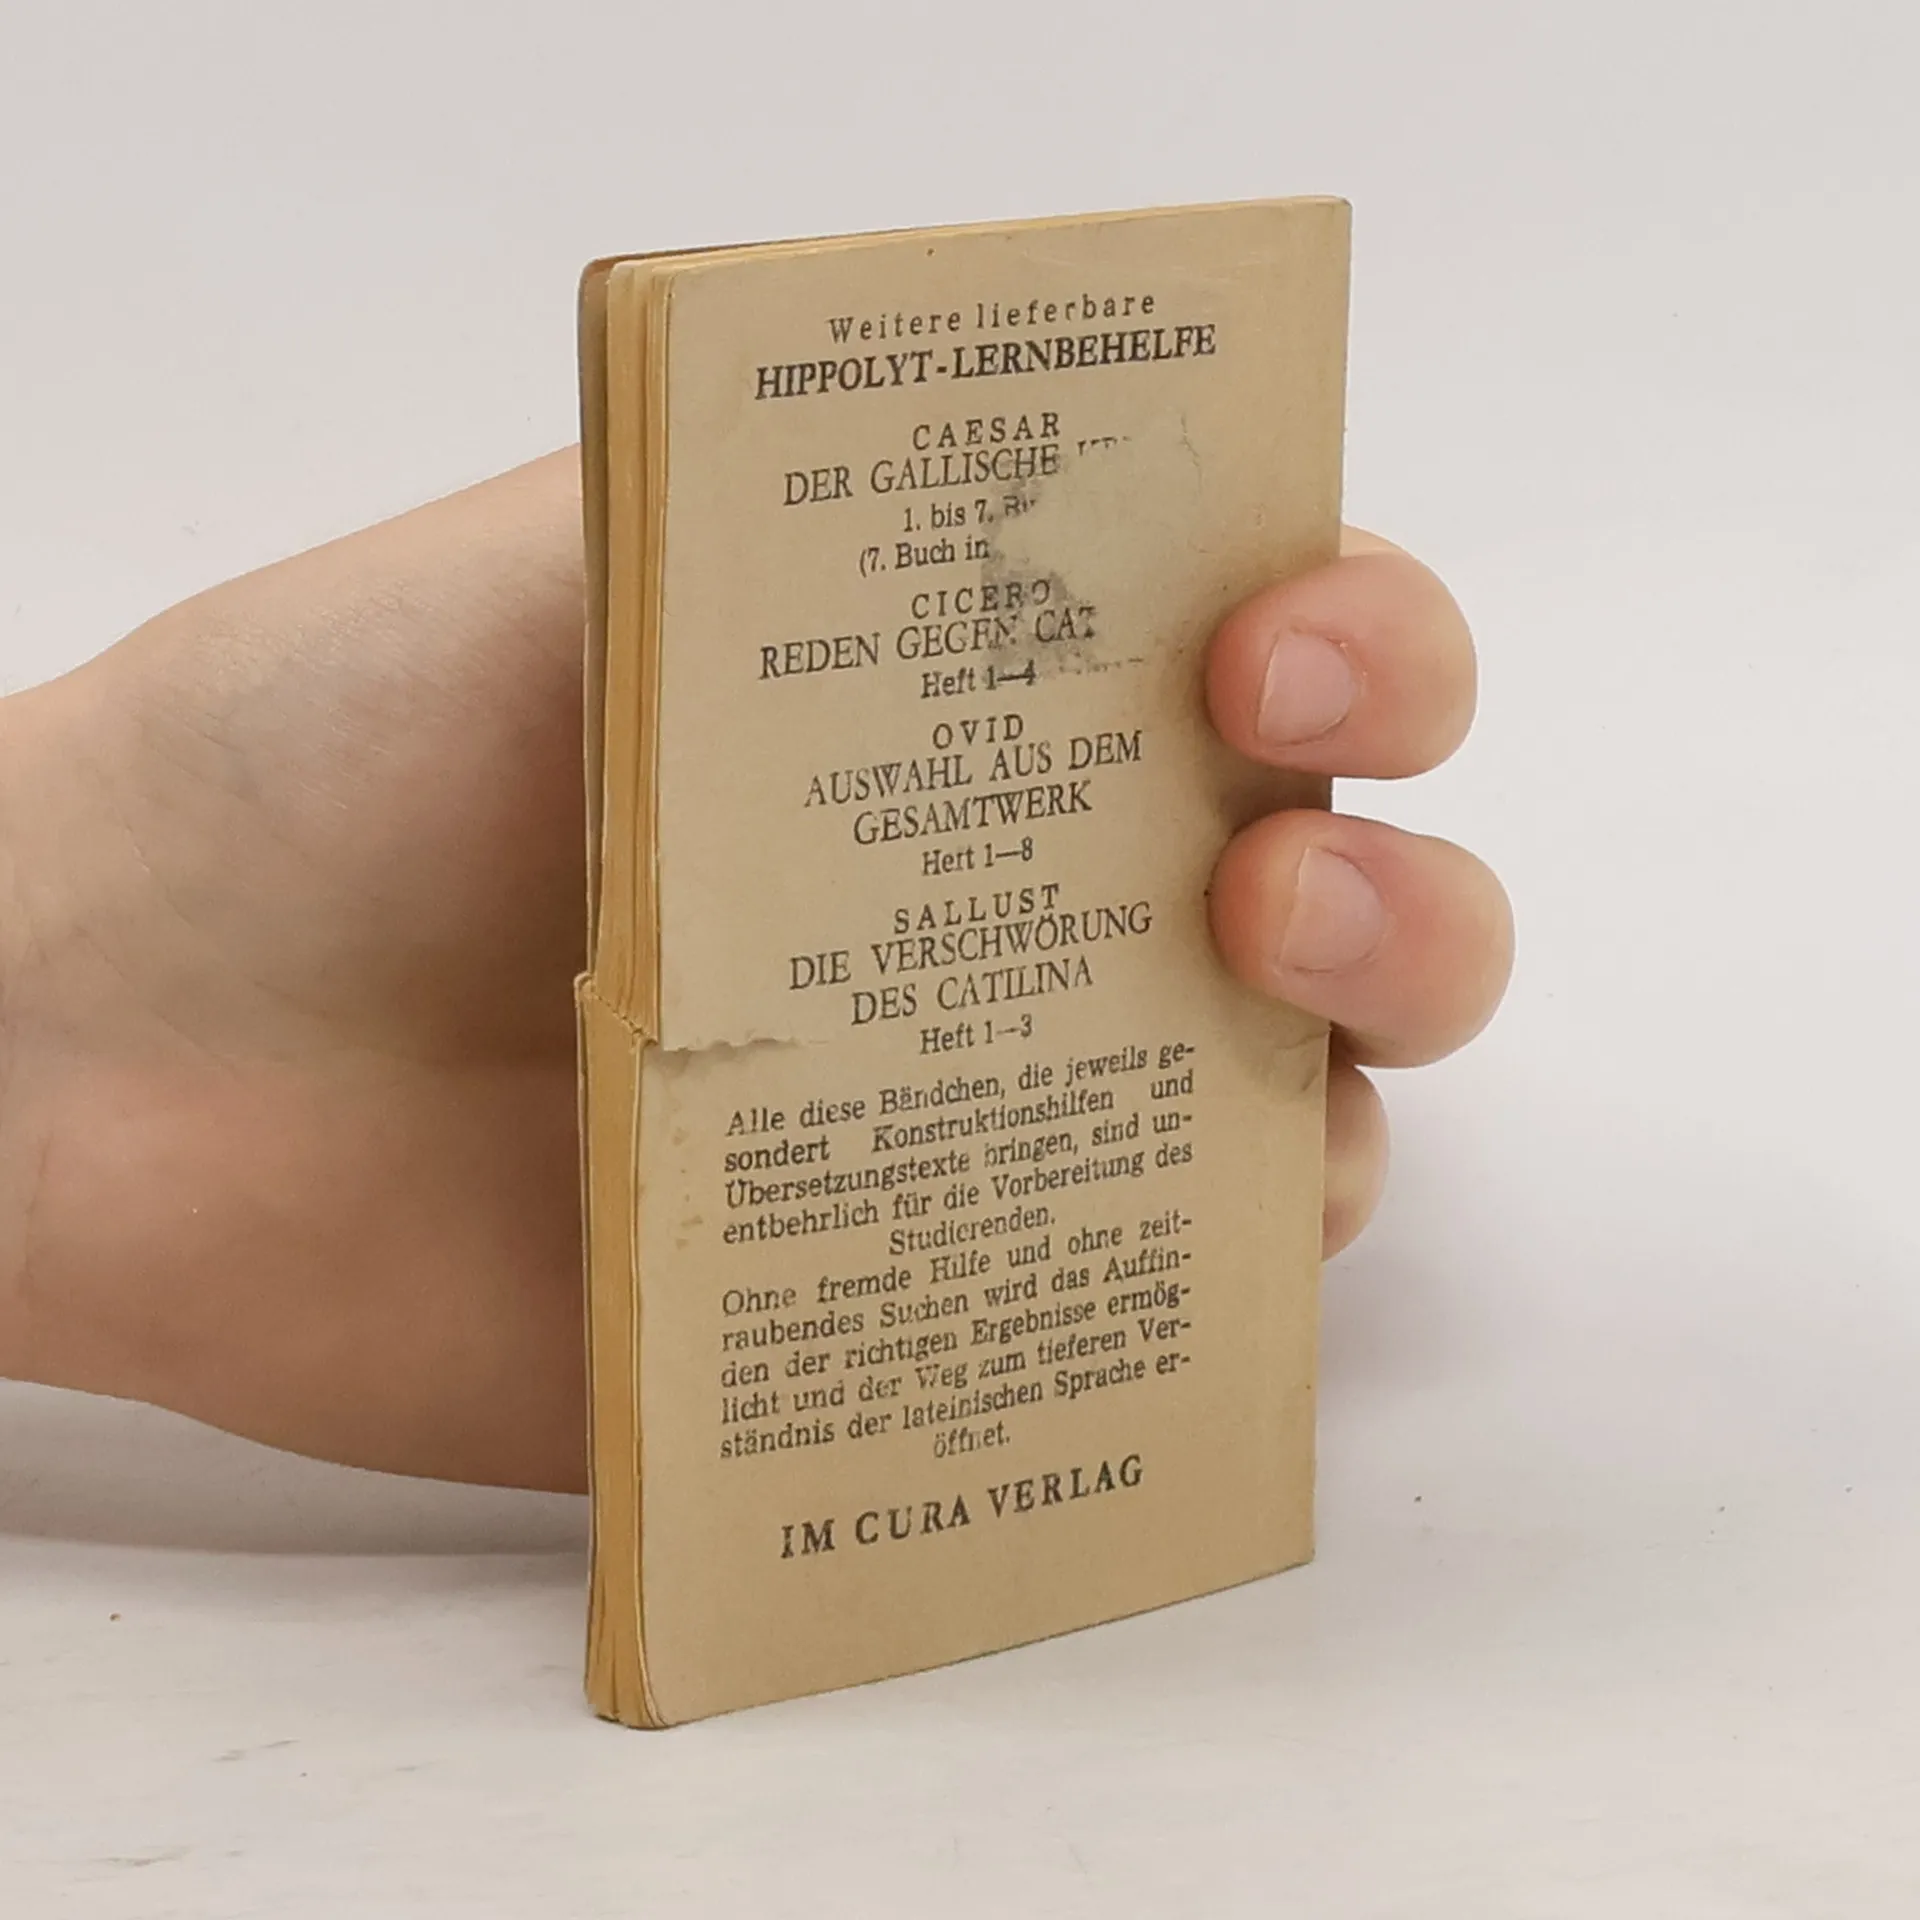 Weitere lieferbare
HIPPOLYT-LERNBEHELFE
CAESAR
DER GALLISCHE
1. bis 7.
(7. Buch in
CICERO
REDEN GEGEN
Heft 1—4
OVID
AUSWAHL AUS DEM
GESAMTWERK
Heft 1—8
SALLUST
DIE VERSCHWÖRUNG
DES CATILINA
Heft 1—3
Alle diese Bändchen, die jeweils ge-
sondert Konstruktionshilfen und
Übersetzungstexte bringen, sind un-
entbehrlich für die Vorbereitung des
Studierenden.
Ohne fremde Hilfe und ohne zeit-
raubendes Suchen wird das Auffin-
den der richtigen Ergebnisse ermög-
licht und der Weg zum tieferen Ver-
ständnis der lateinischen Sprache er-
öffnet.
IM CURA VERLAG